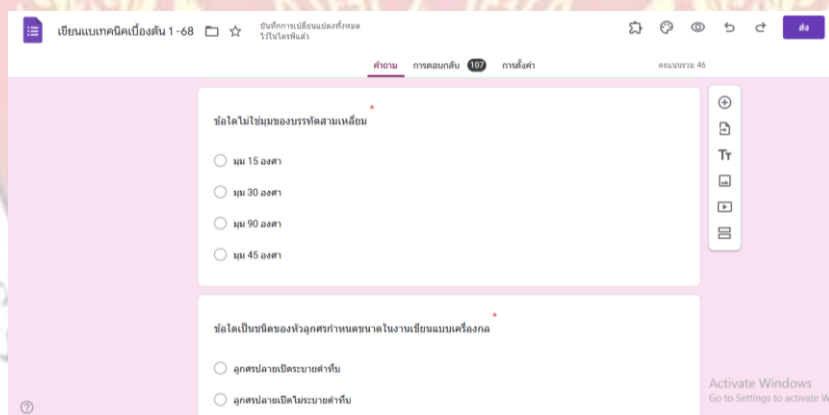 เขียนแบบเทคนิคเบื้องต้น 1 -68
บันทึกการเปลี่ยนแปลงทั้งหมด
ไว้ในไดรฟ์แล้ว
ส่ง
คำถาม การตอบกลับ 107 การตั้งค่า
คะแนนรวม 46
ข้อใดไม่ใช่มุมของบรรทัดสามเหลี่ยม *
มุม 15 องศา
มุม 30 องศา
มุม 90 องศา
มุม 45 องศา
ข้อใดเป็นชนิดของหัวลูกศรกำหนดขนาดในงานเขียนแบบเครื่องกล *
ลูกศรปลายเปิดระบายดำทึบ
ลูกศรปลายเปิดไม่ระบายดำทึบ
Activate Windows
Go to Settings to activate W